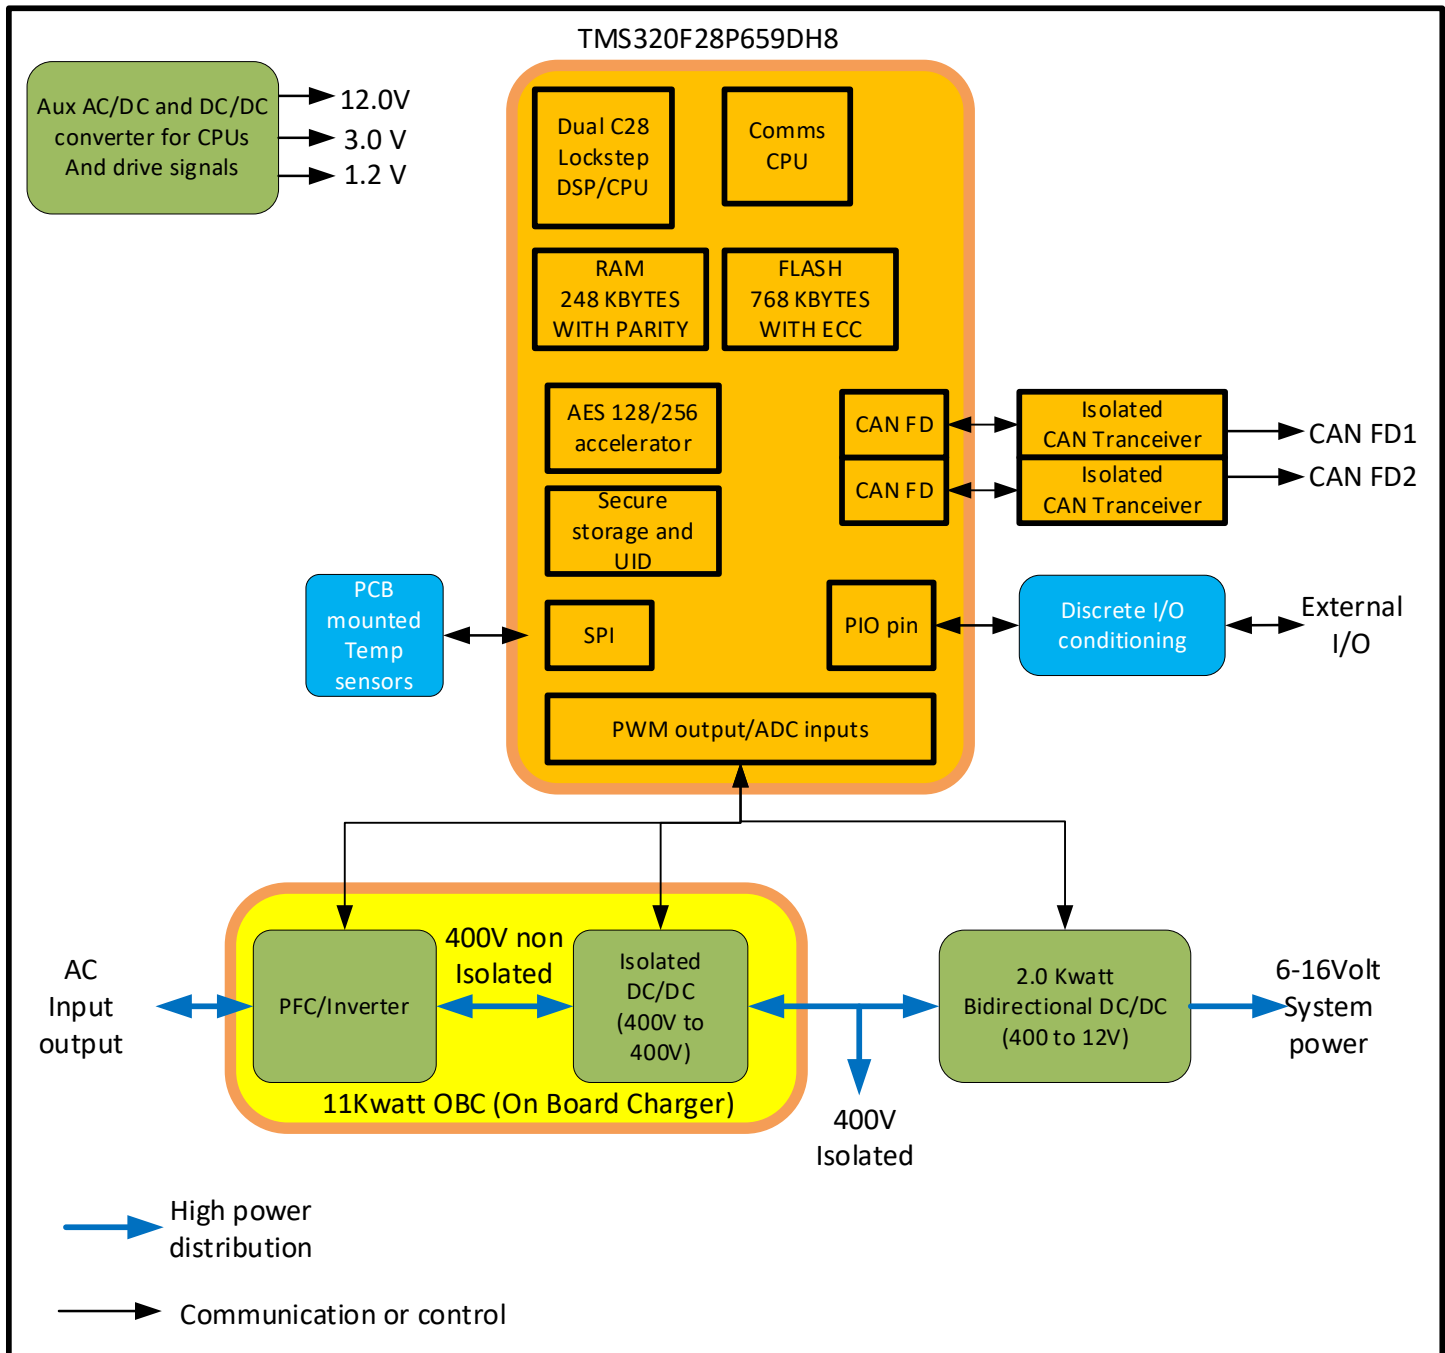 TMS320F28P659DH8
Aux AC/DC and DC/DC
converter for CPUs
And drive signals
12.0V
3.0 V
1.2 V
Dual C28
Lockstep
DSP/CPU
Comms
CPU
RAM
248 KBYTES
WITH PARITY
FLASH
768 KBYTES
WITH ECC
AES 128/256
accelerator
CAN FD
Isolated
CAN Tranceiver
CAN FD1
CAN FD
Isolated
CAN Tranceiver
CAN FD2
Secure
storage and
UID
PCB
mounted
Temp
sensors
SPI
PIO pin
Discrete I/O
conditioning
External
I/O
PWM output/ADC inputs
AC
Input
output
PFC/Inverter
400V non
Isolated
Isolated
DC/DC
(400V to
400V)
11Kwatt OBC (On Board Charger)
400V
Isolated
2.0 Kwatt
Bidirectional DC/DC
(400 to 12V)
6-16Volt
System
power
High power
distribution
Communication or control